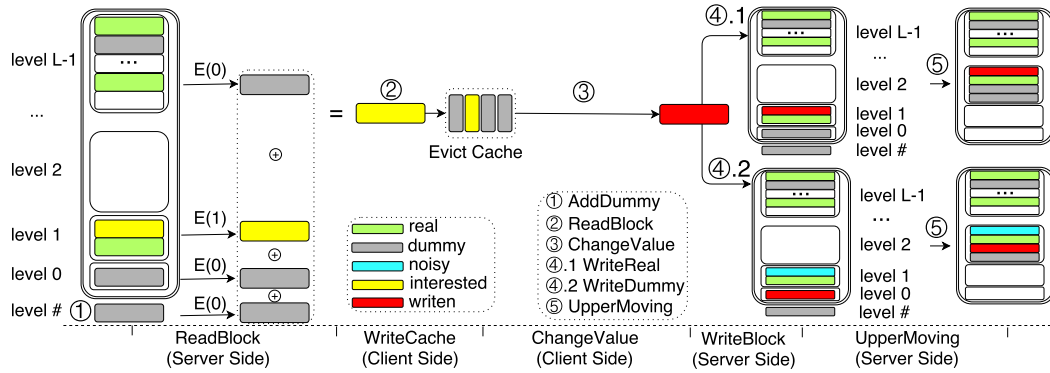 level L-1
...
level 2
level 1
level 0
level # ①
...
E(0)
E(1)
E(0)
E(0)
=
②
Evict Cache
③
real
dummy
noisy
interested
writen
① AddDummy
② ReadBlock
③ ChangeValue
④.1 WriteReal
④.2 WriteDummy
⑤ UpperMoving
④.1
...
level L-1
...
level 2
level 1
level 0
level #
⑤
...
④.2
...
level L-1
...
level 2
level 1
level 0
level #
⑤
...
ReadBlock
(Server Side)
WriteCache
(Client Side)
ChangeValue
(Client Side)
WriteBlock
(Server Side)
UpperMoving
(Server Side)